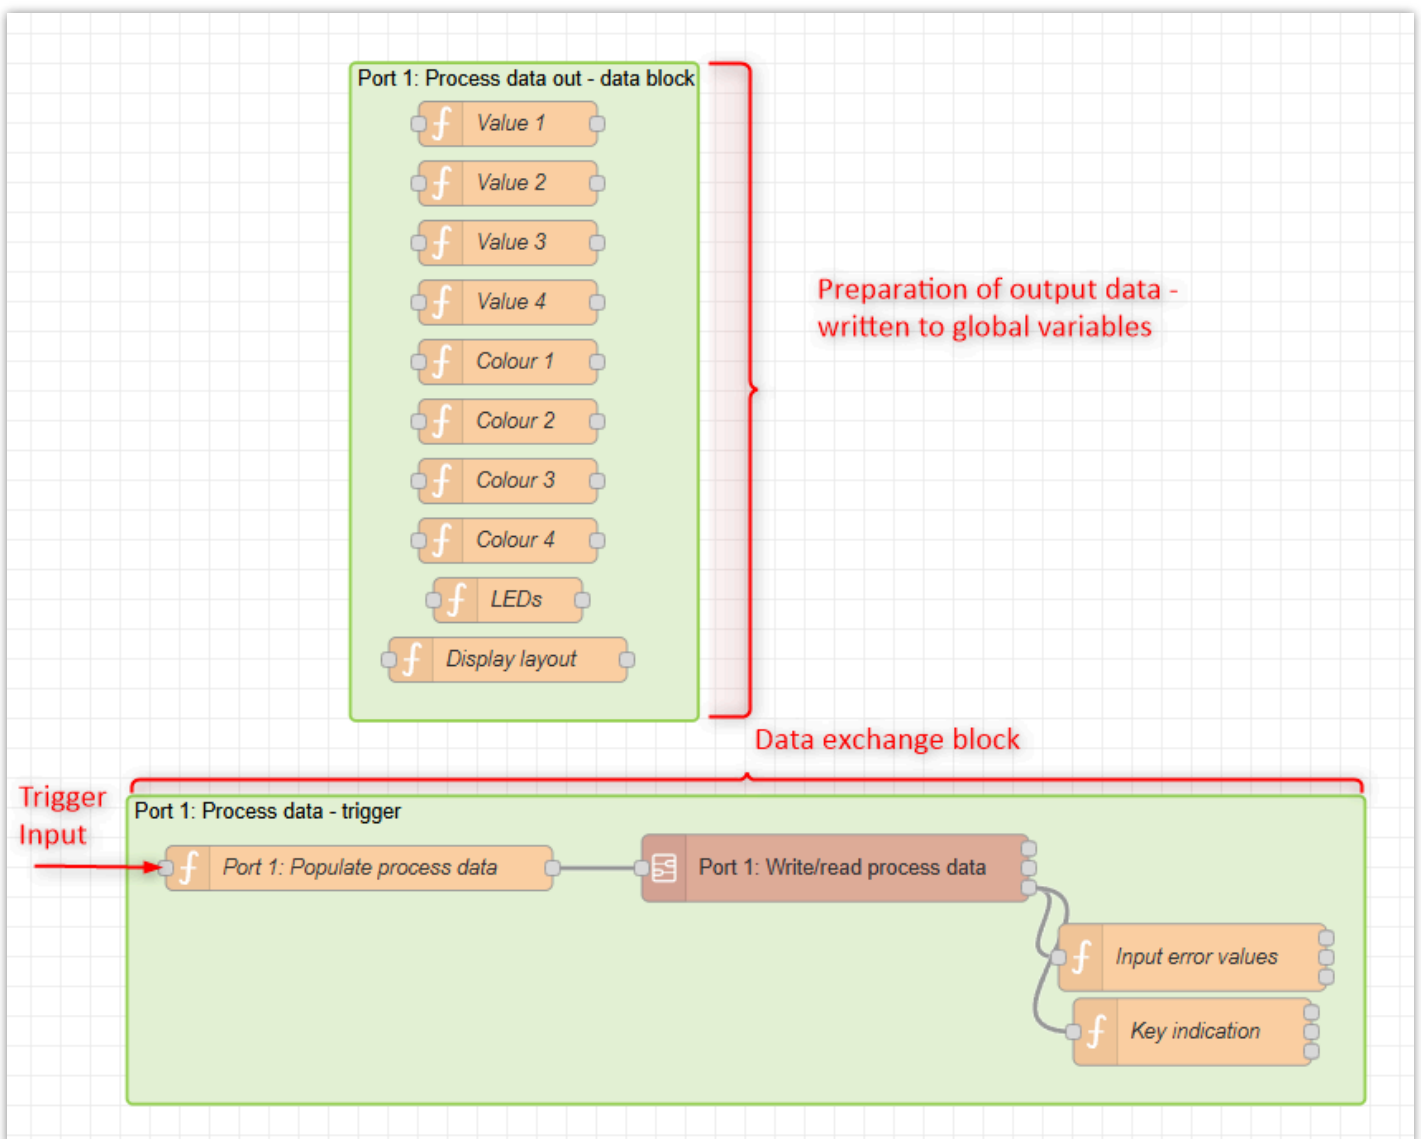 Port 1: Process data out - data block
Value 1
Value 2
Value 3
Value 4
Colour 1
Colour 2
Colour 3
Colour 4
LEDs
Display layout
Preparation of output data -
written to global variables
Data exchange block
Trigger
Input
Port 1: Process data - trigger
Port 1: Populate process data
Port 1: Write/read process data
Input error values
Key indication